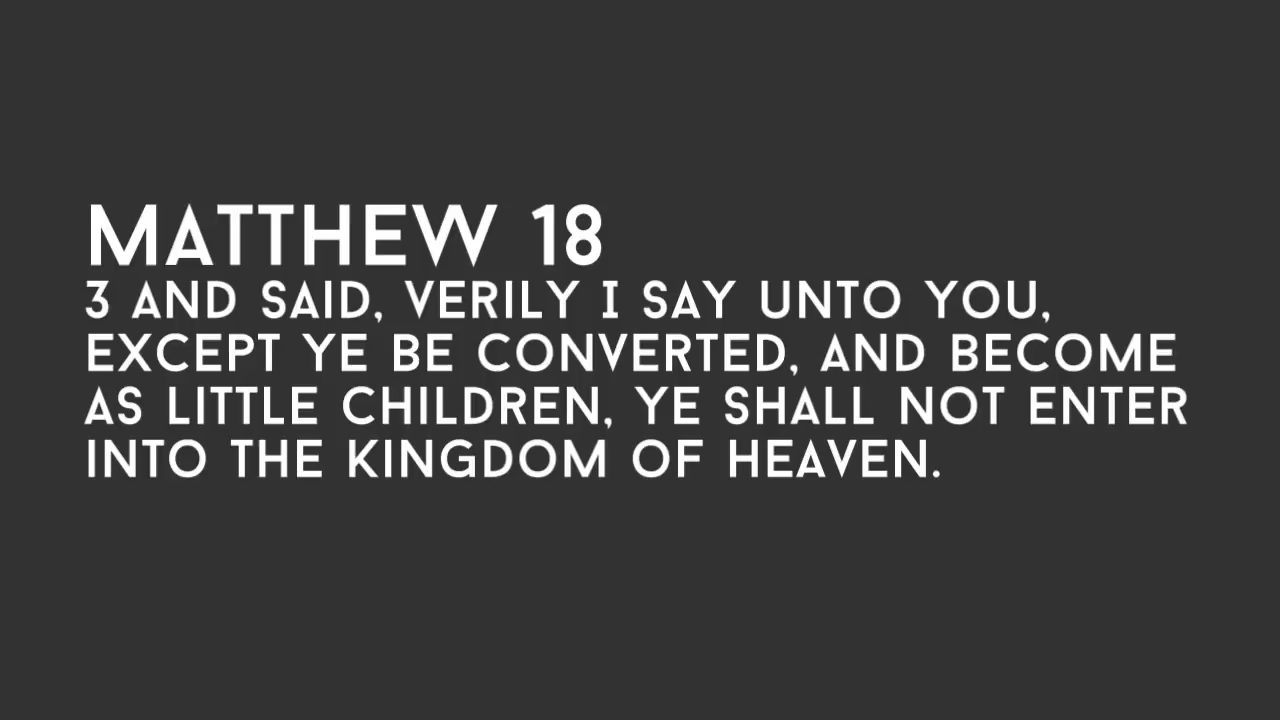 MATTHEW 18
3 AND SAID, VERILY I SAY UNTO YOU,
EXCEPT YE BE CONVERTED, AND BECOME
AS LITTLE CHILDREN, YE SHALL NOT ENTER
INTO THE KINGDOM OF HEAVEN.